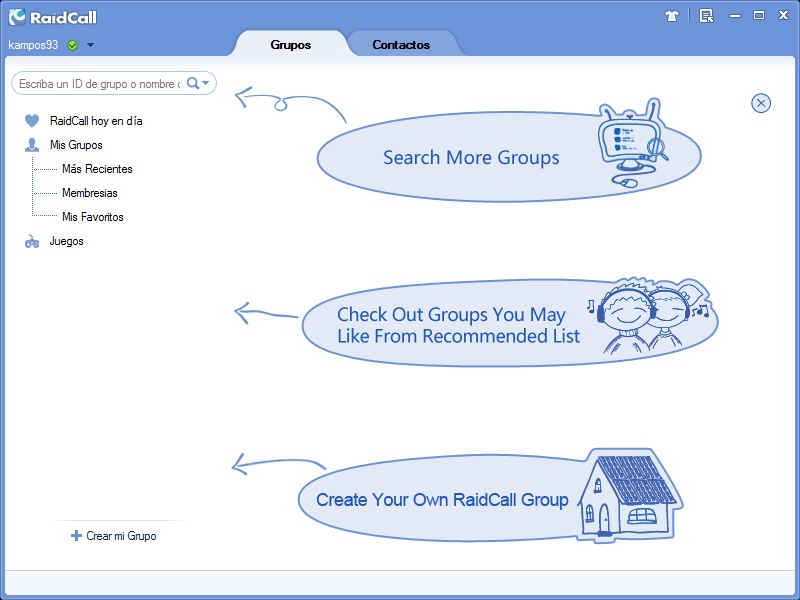 RaidCall
kampos93
Grupos
Contactos
Escriba un ID de grupo o nombre
RaidCall hoy en día
Mis Grupos
Más Recientes
Membresias
Mis Favoritos
Juegos
Search More Groups
Check Out Groups You May
Like From Recommended List
Create Your Own RaidCall Group
Crear mi Grupo